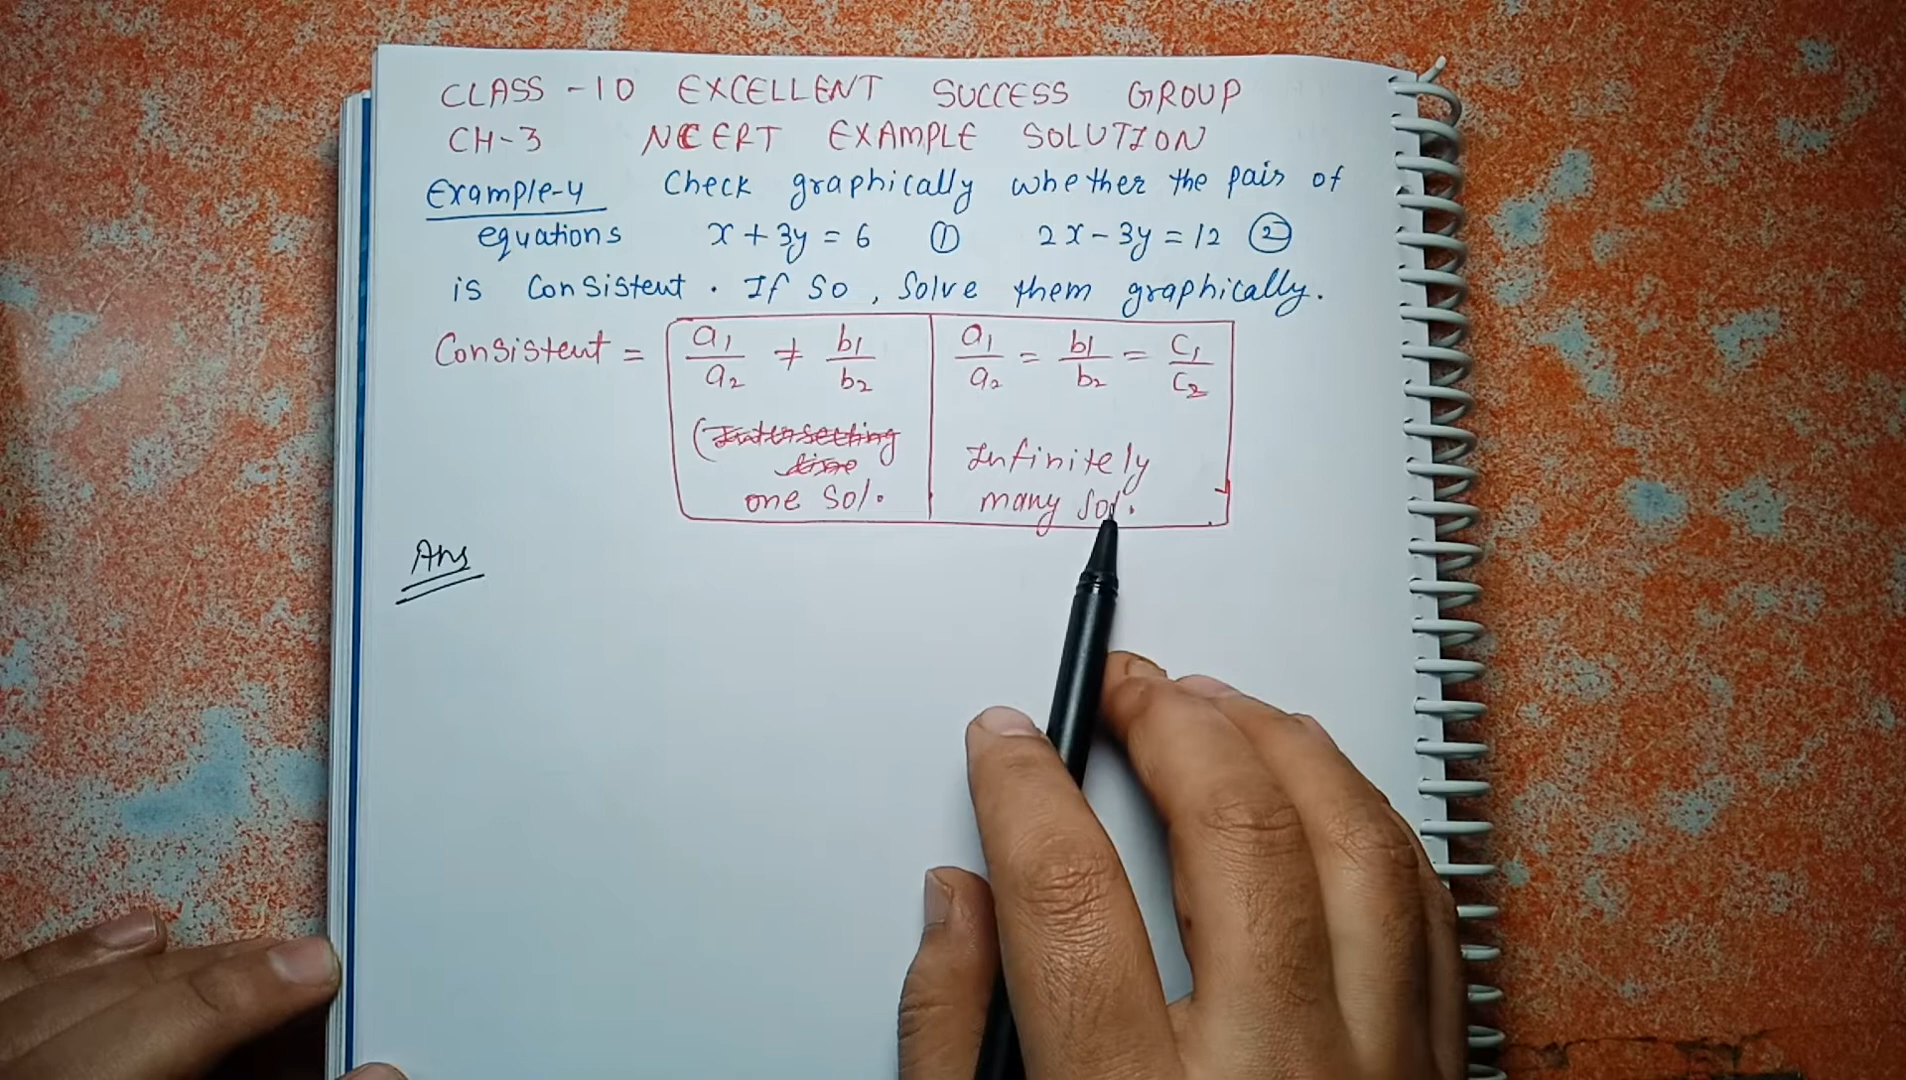 CLASS - 10 EXCELLENT SUCCESS GROUP
CH-3 NCERT EXAMPLE SOLUTION
Example-4 Check graphically whether the pair of
equations x + 3y = 6 ① 2x - 3y = 12 ②
is Consistent. If So, Solve them graphically.
Consistent = a₁/a₂ ≠ b₁/b₂ a₁/a₂ = b₁/b₂ = c₁/c₂
(Intersecting
line
one Sol.
Infinitely
many Sol.
Ans